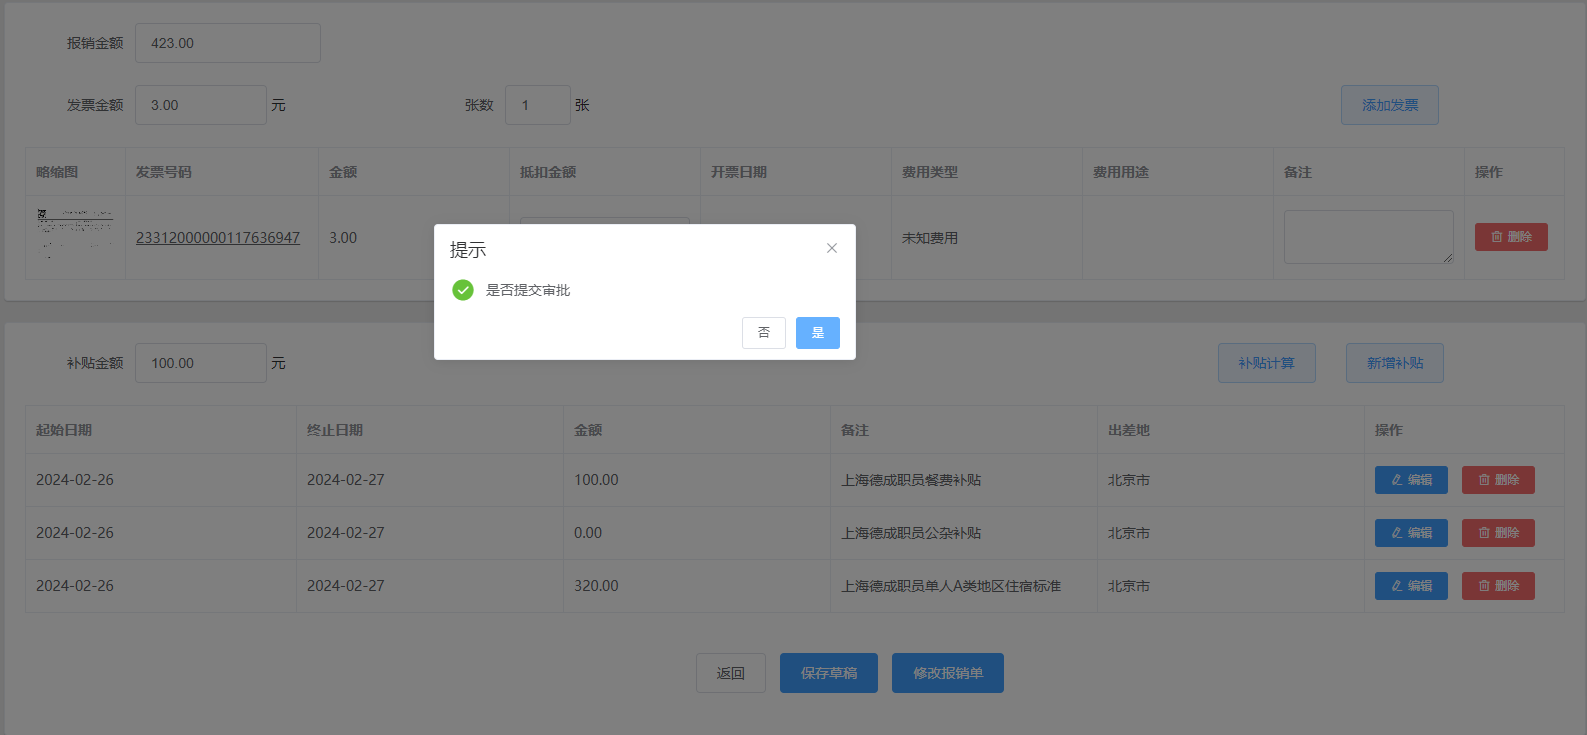 报销金额 423.00
发票金额 3.00 元 张数 1 张 添加发票
略缩图 发票号码 金额 抵扣金额 开票日期 费用类型 费用用途 备注 操作
23312000000117636947 3.00 未知费用 删除
提示
是否提交审批
否 是
补贴金额 100.00 元 补贴计算 新增补贴
起始日期 终止日期 金额 备注 出差地 操作
2024-02-26 2024-02-27 100.00 上海德成职员餐费补贴 北京市 编辑 删除
2024-02-26 2024-02-27 0.00 上海德成职员公杂补贴 北京市 编辑 删除
2024-02-26 2024-02-27 320.00 上海德成职员单人A类地区住宿标准 北京市 编辑 删除
返回 保存草稿 修改报销单